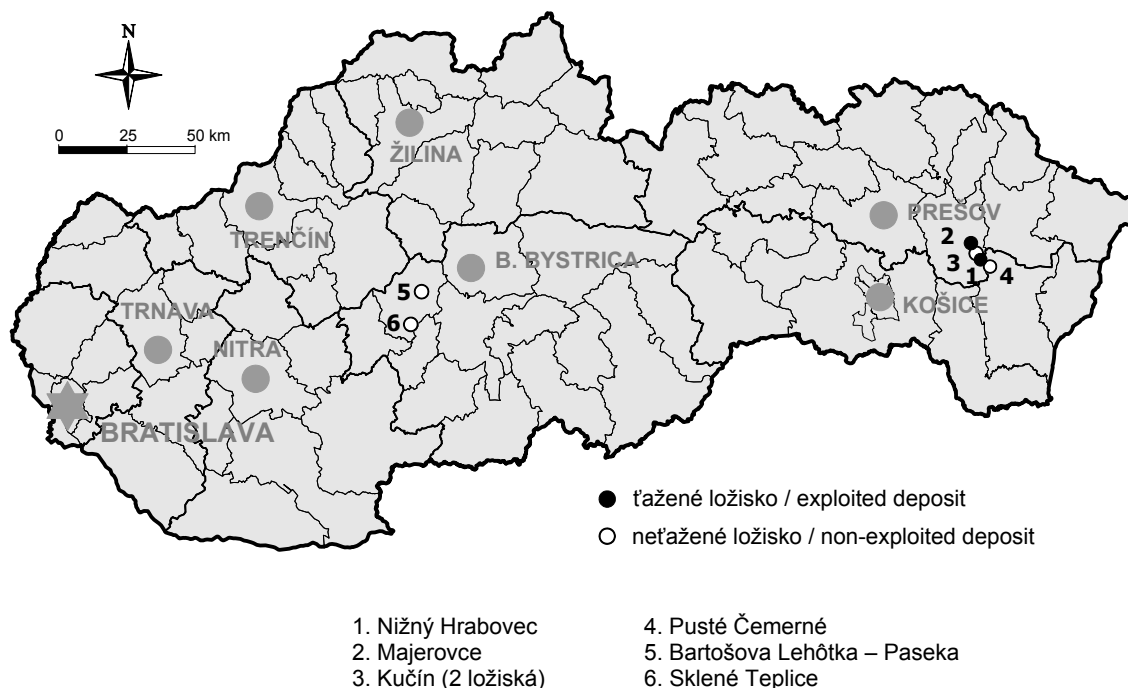 N
0 25 50 km
ŽILINA
PREŠOV
TRENČÍN
2
B. BYSTRICA
3 1 4
5
KOŠICE
TRNAVA
6
NITRA
BRATISLAVA
ťažené ložisko / exploited deposit
neťažené ložisko / non-exploited deposit
1. Nižný Hrabovec
2. Majerovce
3. Kučín (2 ložiská)
4. Pusté Čemerné
5. Bartošova Lehôtka – Paseka
6. Sklené Teplice